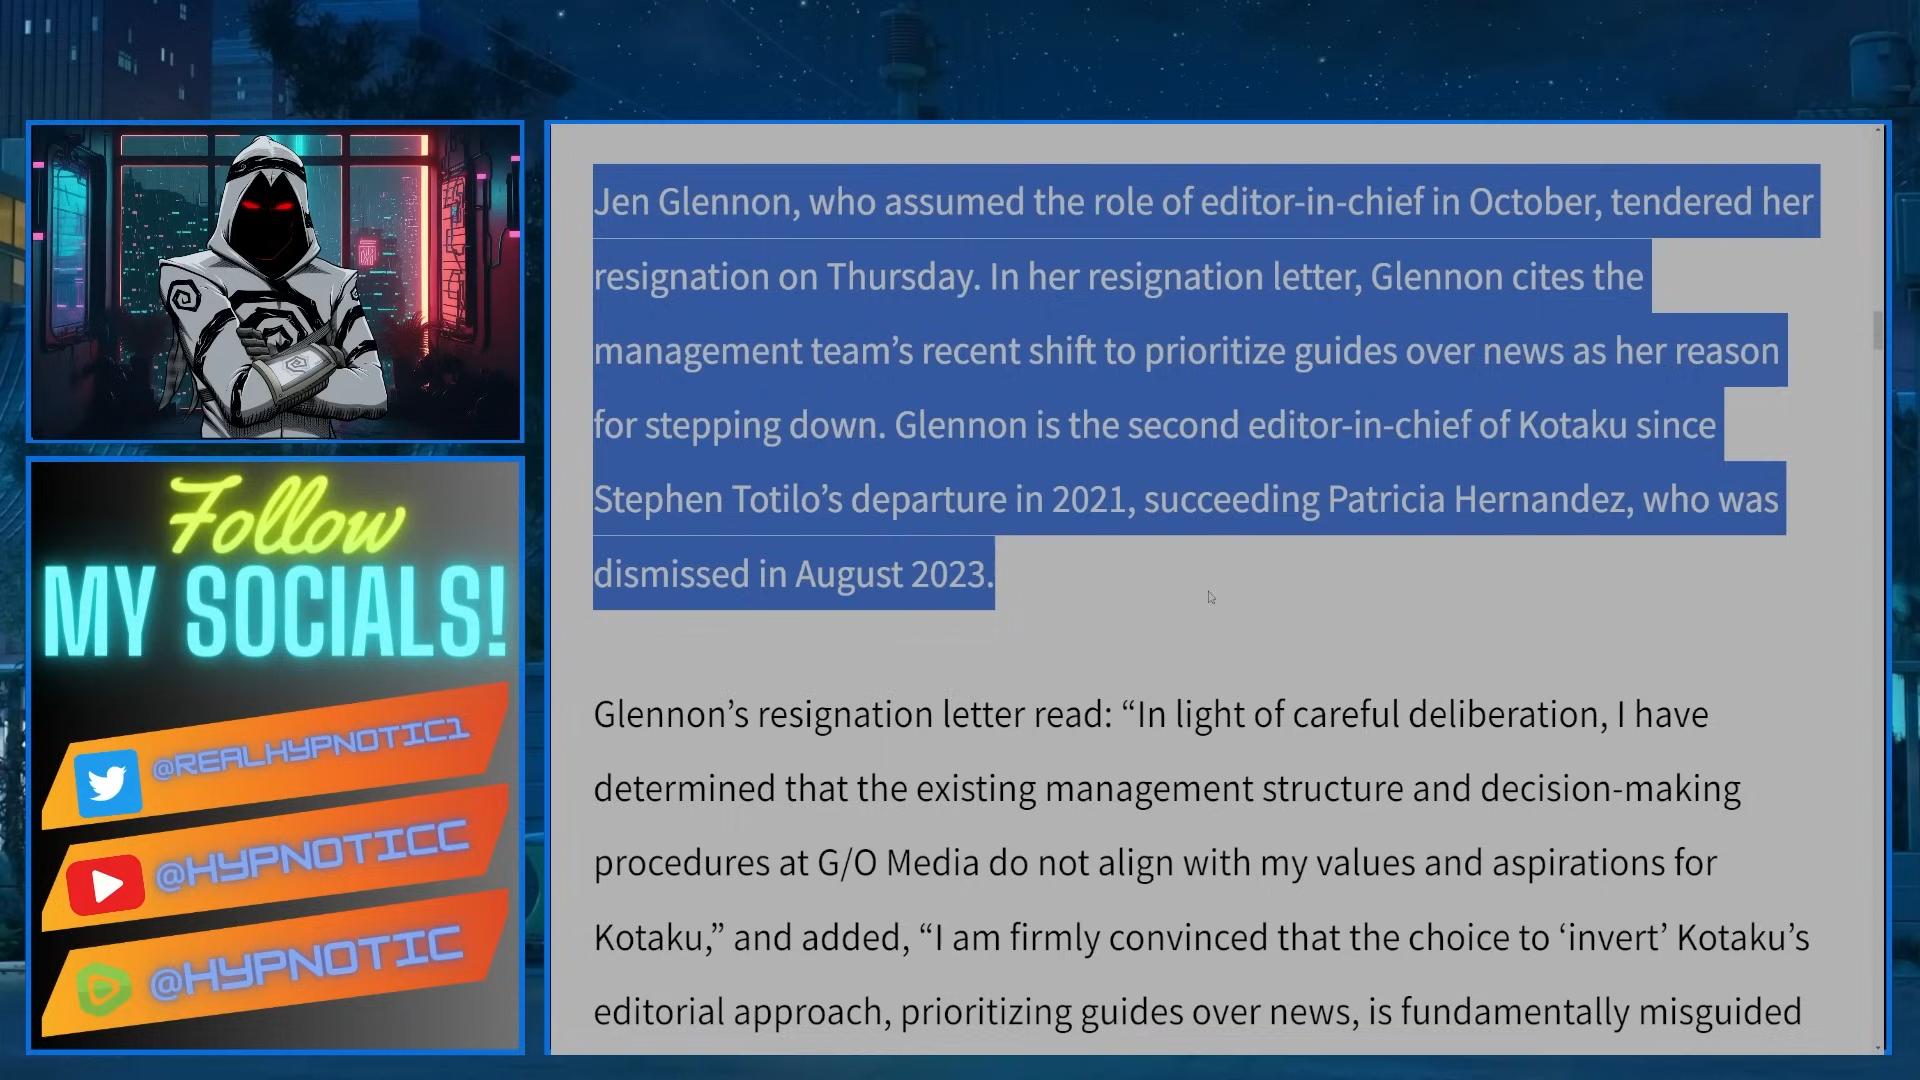 Follow
MY SOCIALS!
@REALHYPNOTIC1
@HYPNOTICC
@HYPNOTIC
Jen Glennon, who assumed the role of editor-in-chief in October, tendered her
resignation on Thursday. In her resignation letter, Glennon cites the
management team’s recent shift to prioritize guides over news as her reason
for stepping down. Glennon is the second editor-in-chief of Kotaku since
Stephen Totilo’s departure in 2021, succeeding Patricia Hernandez, who was
dismissed in August 2023.
Glennon’s resignation letter read: “In light of careful deliberation, I have
determined that the existing management structure and decision-making
procedures at G/O Media do not align with my values and aspirations for
Kotaku,” and added, “I am firmly convinced that the choice to ‘invert’ Kotaku’s
editorial approach, prioritizing guides over news, is fundamentally misguided